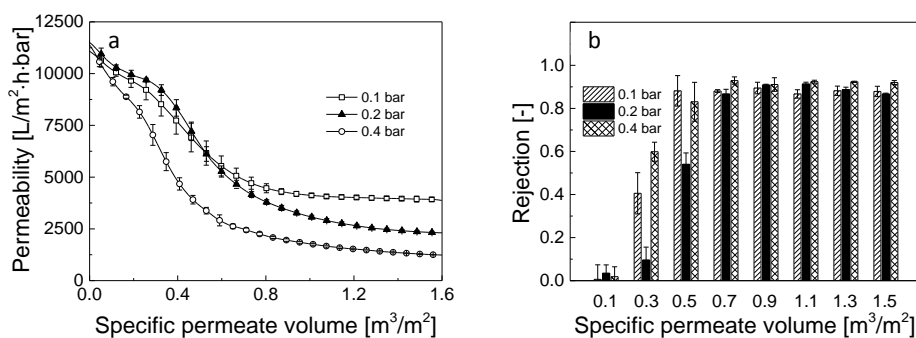 a
12500
10000
7500
5000
2500
0
Permeability [L/m²·h·bar]
0.1 bar
0.2 bar
0.4 bar
0.0 0.4 0.8 1.2 1.6
Specific permeate volume [m³/m²]
b
1.0
0.8
0.6
0.4
0.2
0.0
Rejection [-]
0.1 bar
0.2 bar
0.4 bar
0.1 0.3 0.5 0.7 0.9 1.1 1.3 1.5
Specific permeate volume [m³/m²]